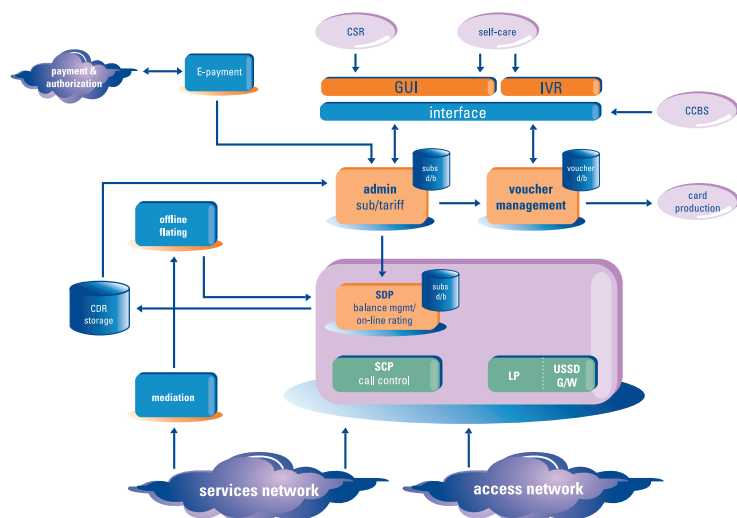 CSR
self-care
payment &
authorization
E-payment
GUI
IVR
interface
CCBS
subs
d/b
voucher
d/b
admin
sub/tariff
voucher
management
card
production
offline
flating
subs
d/b
SDP
balance mgmt/
on-line rating
CDR
storage
SCP
call control
LP
USSD
G/W
mediation
services network
access network